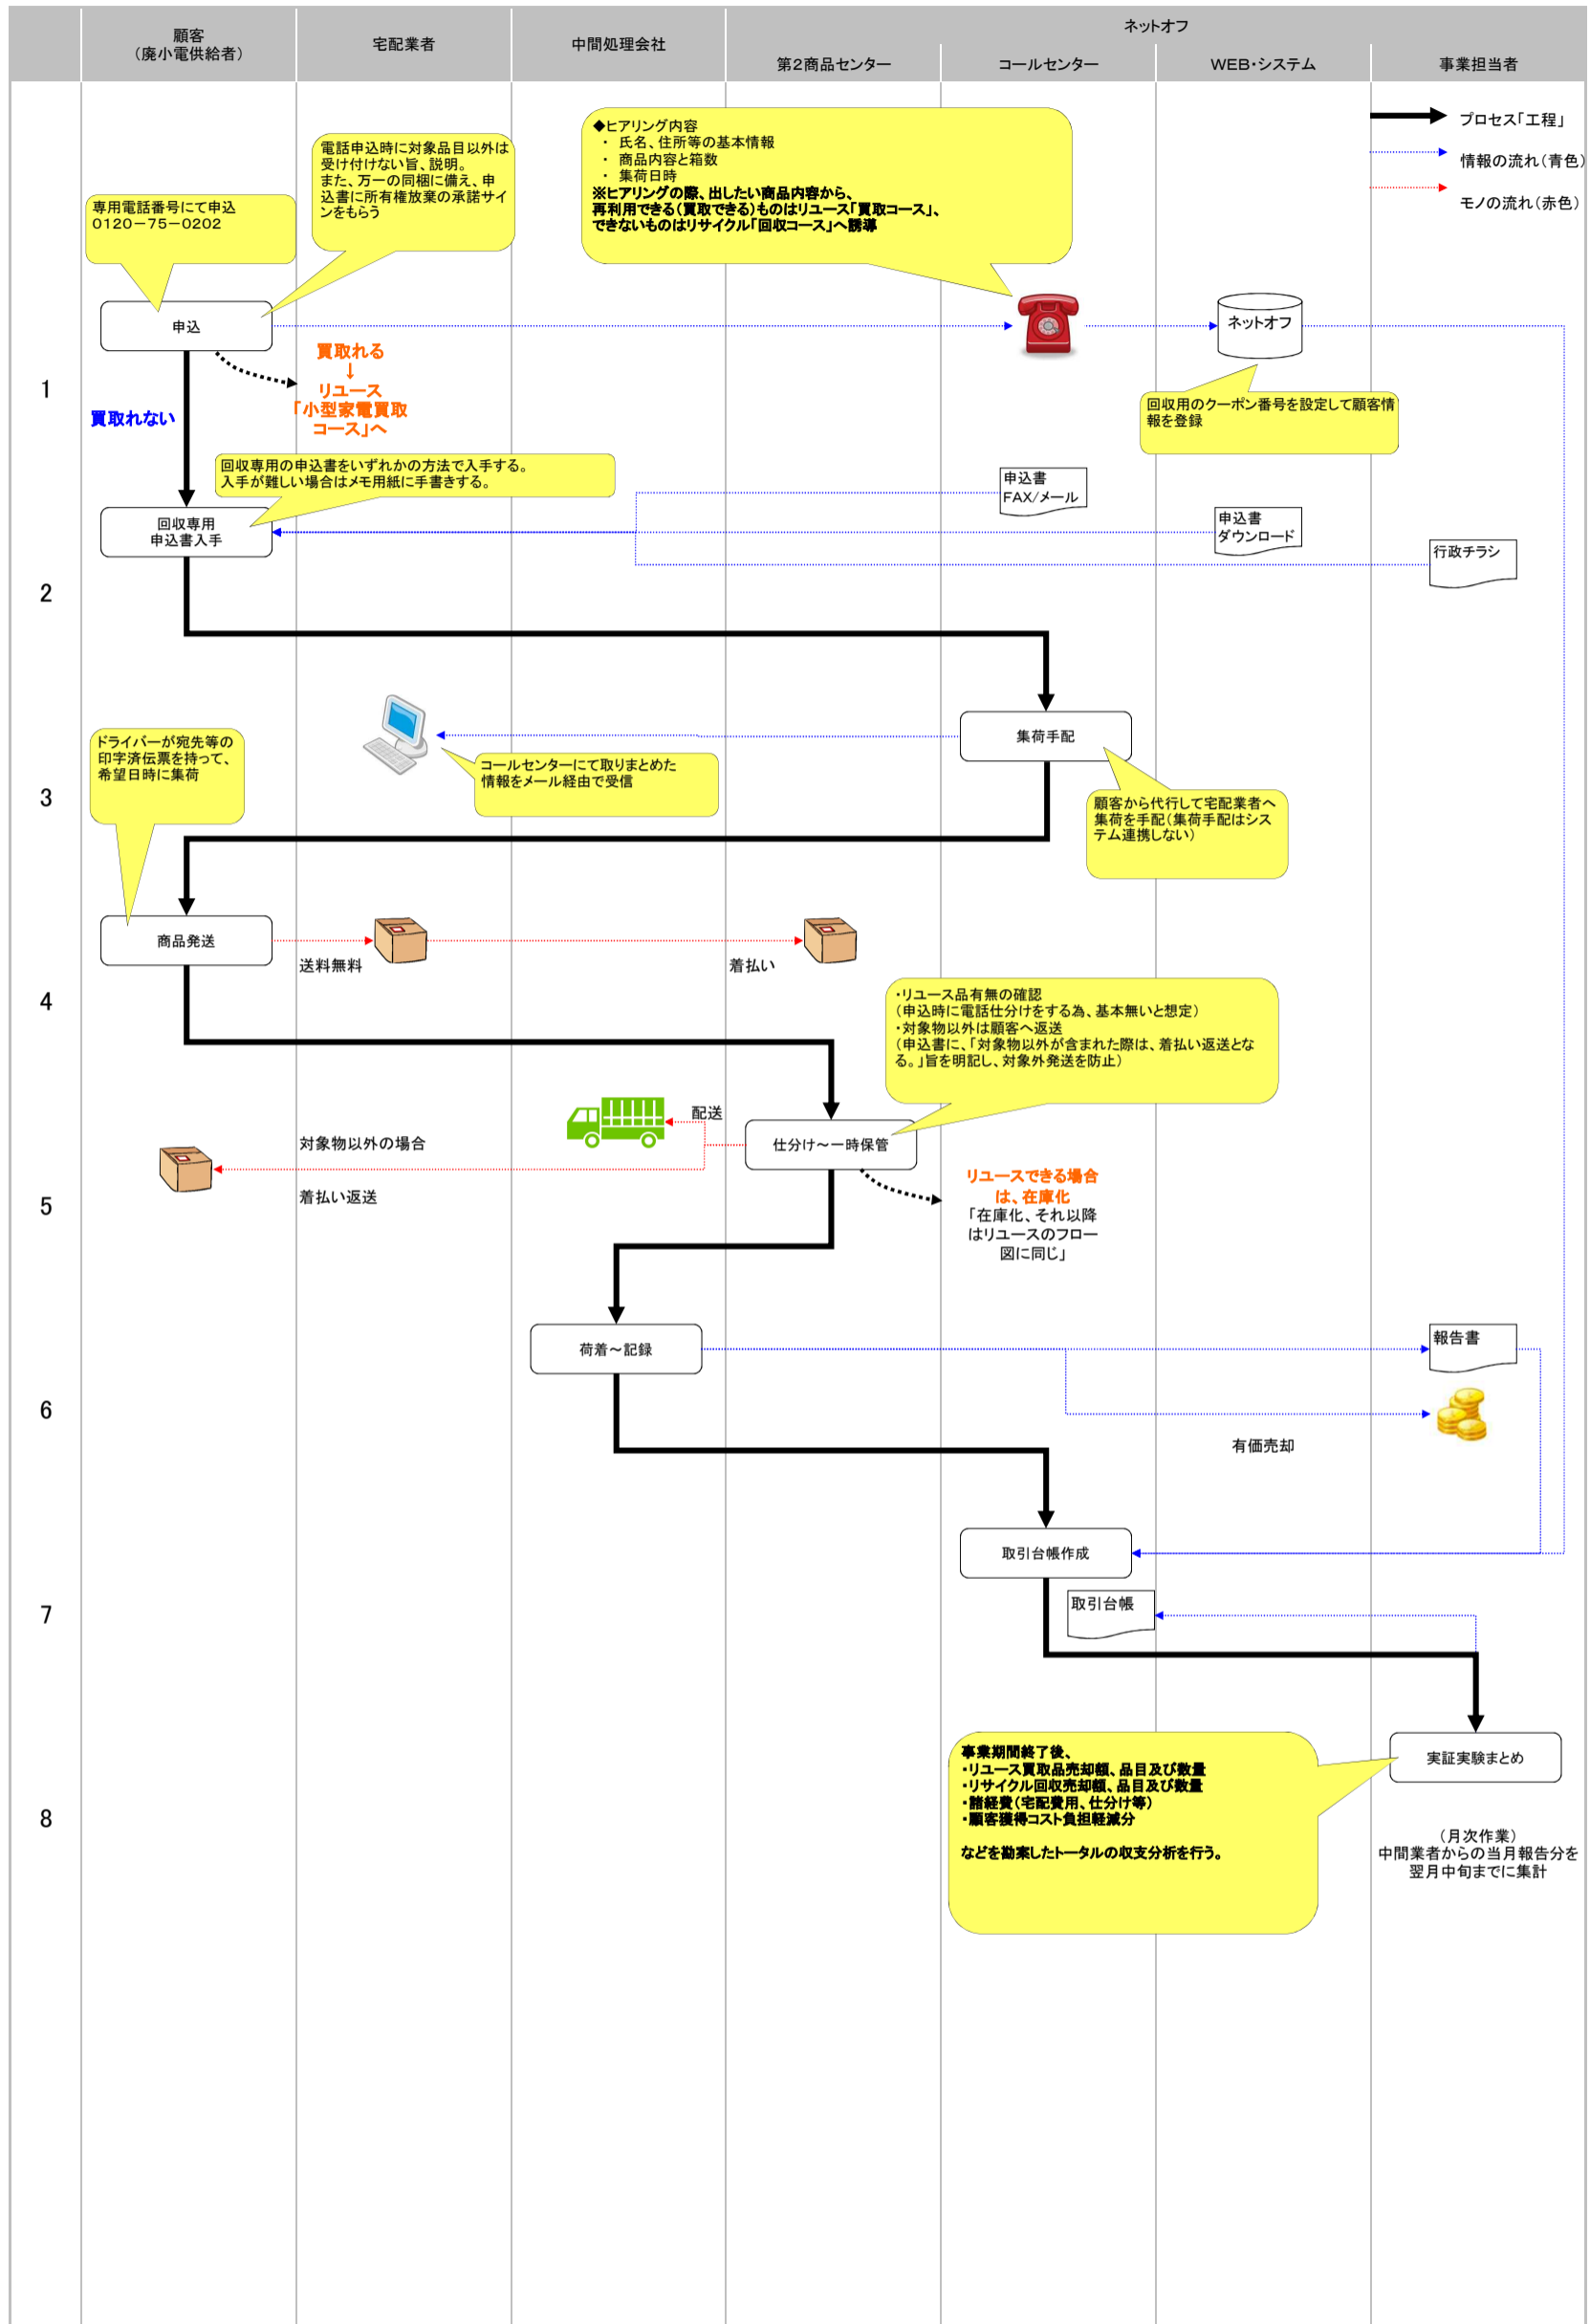 顧客
（廃小電供給者）
宅配業者
中間処理会社
ネットオフ
第2商品センター
コールセンター
WEB・システム
事業担当者
プロセス「工程」
情報の流れ（青色）
モノの流れ（赤色）
◆ヒアリング内容
・ 氏名、住所等の基本情報
・ 商品内容と箱数
・ 集荷日時
※ヒアリングの際、出したい商品内容から、
再利用できる（買取できる）ものはリユース「買取コース」、
できないものはリサイクル「回収コース」へ誘導
電話申込時に対象品目以外は
受け付けない旨、説明。
また、万一の同梱に備え、申
込書に所有権放棄の承諾サイ
ンをもらう
専用電話番号にて申込
0120－75－0202
申込
ネットオフ
買取れる
↓
リユース
「小型家電買取
コース」へ
1
買取れない
回収用のクーポン番号を設定して顧客情
報を登録
回収専用の申込書をいずれかの方法で入手する。
入手が難しい場合はメモ用紙に手書きする。
申込書
FAX/メール
回収専用
申込書入手
申込書
ダウンロード
行政チラシ
2
集荷手配
ドライバーが宛先等の
印字済伝票を持って、
希望日時に集荷
コールセンターにて取りまとめた
情報をメール経由で受信
3
顧客から代行して宅配業者へ
集荷を手配（集荷手配はシス
テム連携しない）
商品発送
送料無料
着払い
4
・リユース品有無の確認
（申込時に電話仕分けをする為、基本無いと想定）
・対象物以外は顧客へ返送
（申込書に、「対象物以外が含まれた際は、着払い返送とな
る。」旨を明記し、対象外発送を防止）
配送
対象物以外の場合
仕分け～一時保管
着払い返送
5
リユースできる場合
は、在庫化
「在庫化、それ以降
はリユースのフロー
図に同じ」
荷着～記録
報告書
6
有価売却
取引台帳作成
取引台帳
7
事業期間終了後、
・リユース買取品売却額、品目及び数量
・リサイクル回収売却額、品目及び数量
・諸経費（宅配費用、仕分け等）
・顧客獲得コスト負担軽減分
などを勘案したトータルの収支分析を行う。
実証実験まとめ
8
（月次作業）
中間業者からの当月報告分を
翌月中旬までに集計